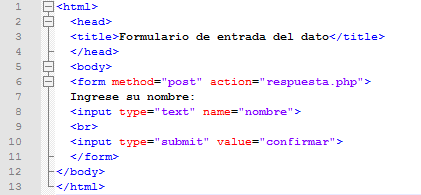 1 <html>
2 <head>
3 <title>Formulario de entrada del dato</title>
4 </head>
5 <body>
6 <form method="post" action="respuesta.php">
7 Ingrese su nombre:
8 <input type="text" name="nombre">
9 <br>
10 <input type="submit" value="confirmar">
11 </form>
12 </body>
13 </html>